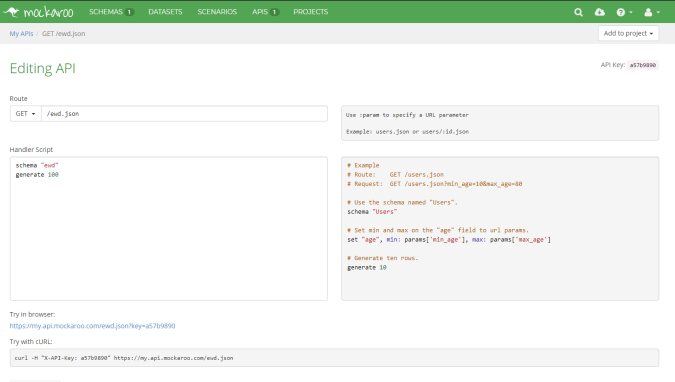 mockaroo SCHEMAS 1 DATASETS SCENARIOS APIS 1 PROJECTS
My APIs / GET /ewd.json Add to project
Editing API
API Key: a57b9890
Route
GET /ewd.json
Use :param to specify a URL parameter
Example: users.json or users/:id.json
Handler Script
schema "ewd"
generate 100
# Example
# Route: GET /users.json
# Request: GET /users.json?min_age=10&max_age=80
# Use the schema named "Users".
schema "Users"
# Set min and max on the "age" field to url params.
set "age", min: params['min_age'], max: params['max_age']
# Generate ten rows.
generate 10
Try in browser:
https://my.api.mockaroo.com/ewd.json?key=a57b9890
Try with cURL:
curl -H "X-API-Key: a57b9890" https://my.api.mockaroo.com/ewd.json